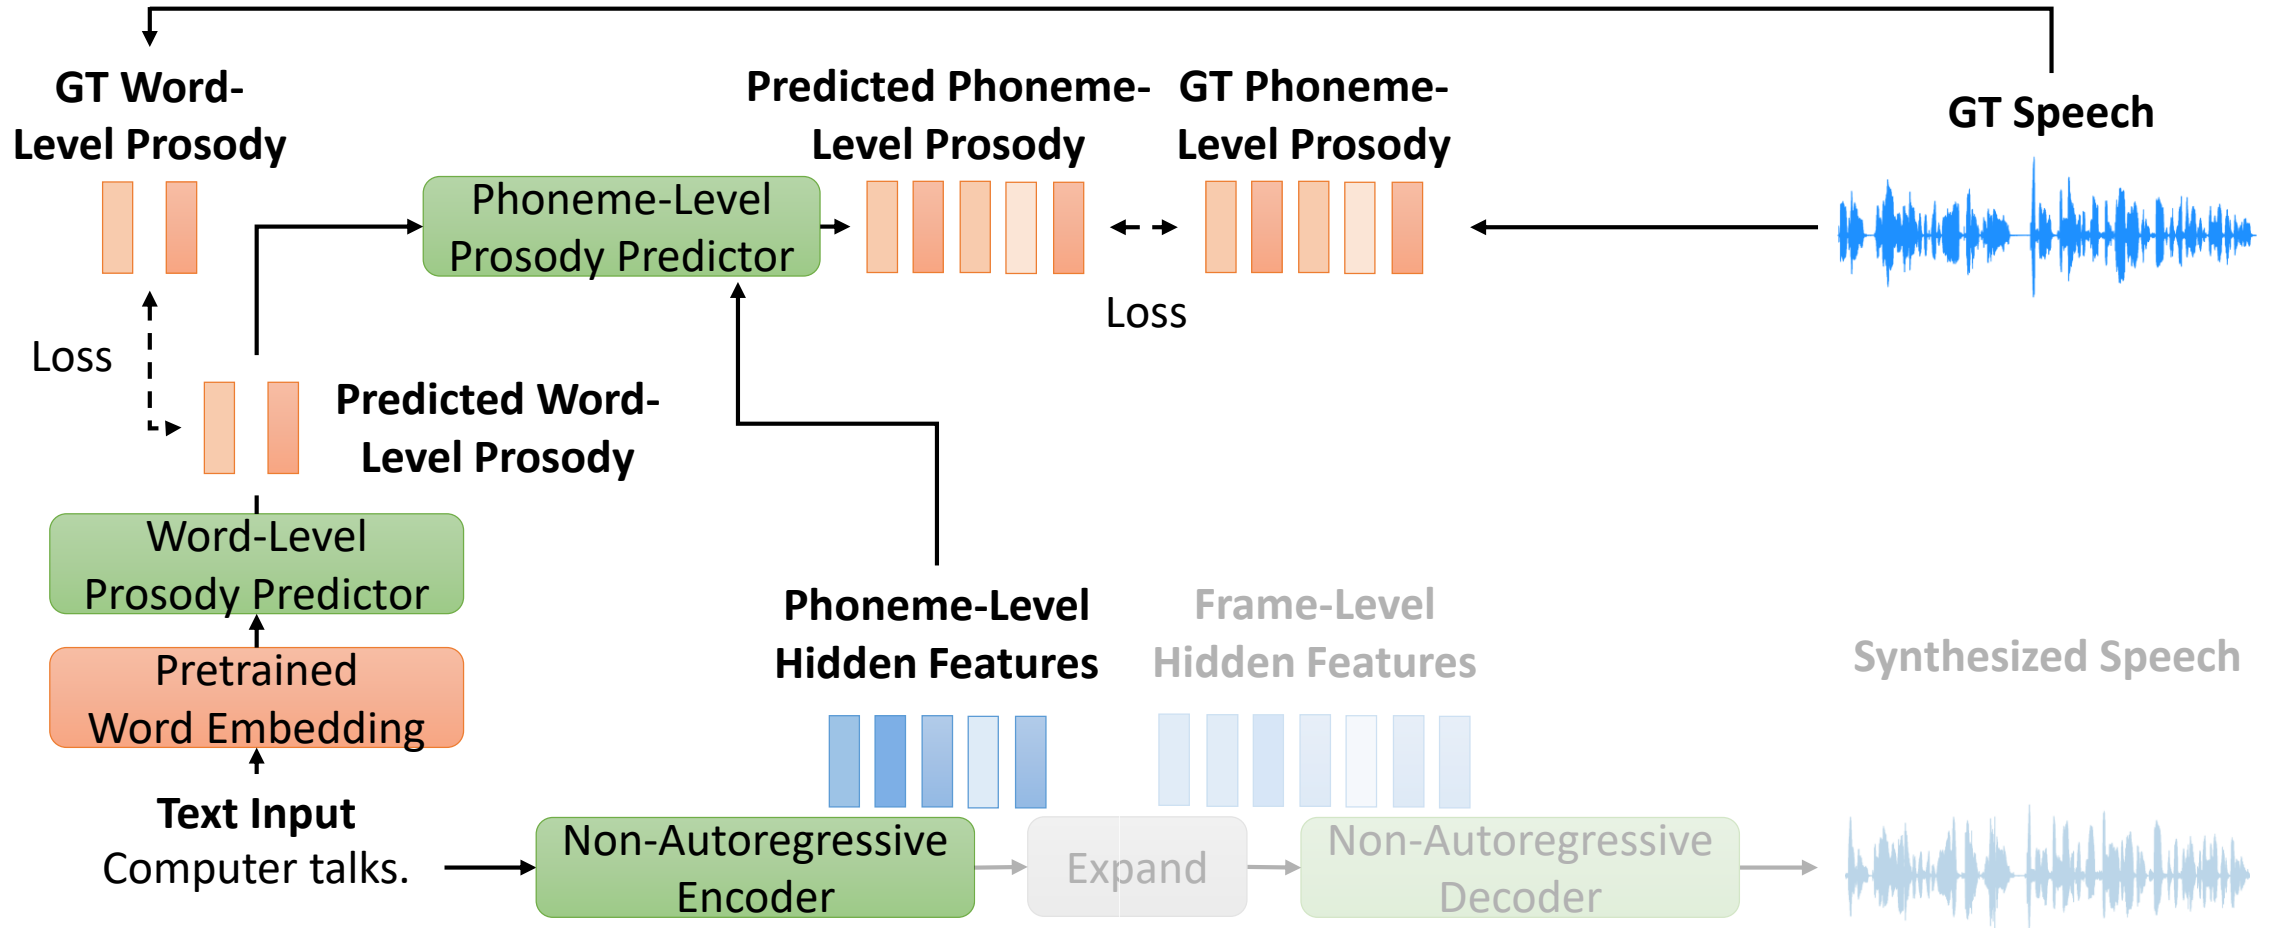 GT Word-
Level Prosody
Predicted Phoneme-
Level Prosody
GT Phoneme-
Level Prosody
GT Speech
Phoneme-Level
Prosody Predictor
Loss
Loss
Predicted Word-
Level Prosody
Word-Level
Prosody Predictor
Pretrained
Word Embedding
Phoneme-Level
Hidden Features
Frame-Level
Hidden Features
Synthesized Speech
Text Input
Computer talks.
Non-Autoregressive
Encoder
Expand
Non-Autoregressive
Decoder